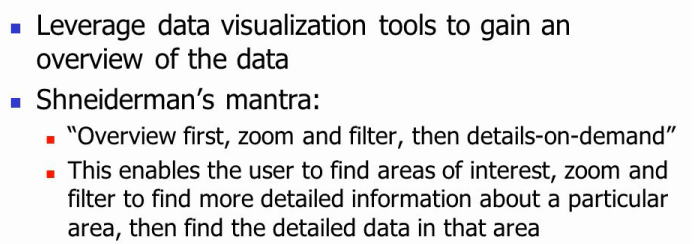 Leverage data visualization tools to gain an
overview of the data
Shneiderman’s mantra:
“Overview first, zoom and filter, then details-on-demand”
This enables the user to find areas of interest, zoom and
filter to find more detailed information about a particular
area, then find the detailed data in that area